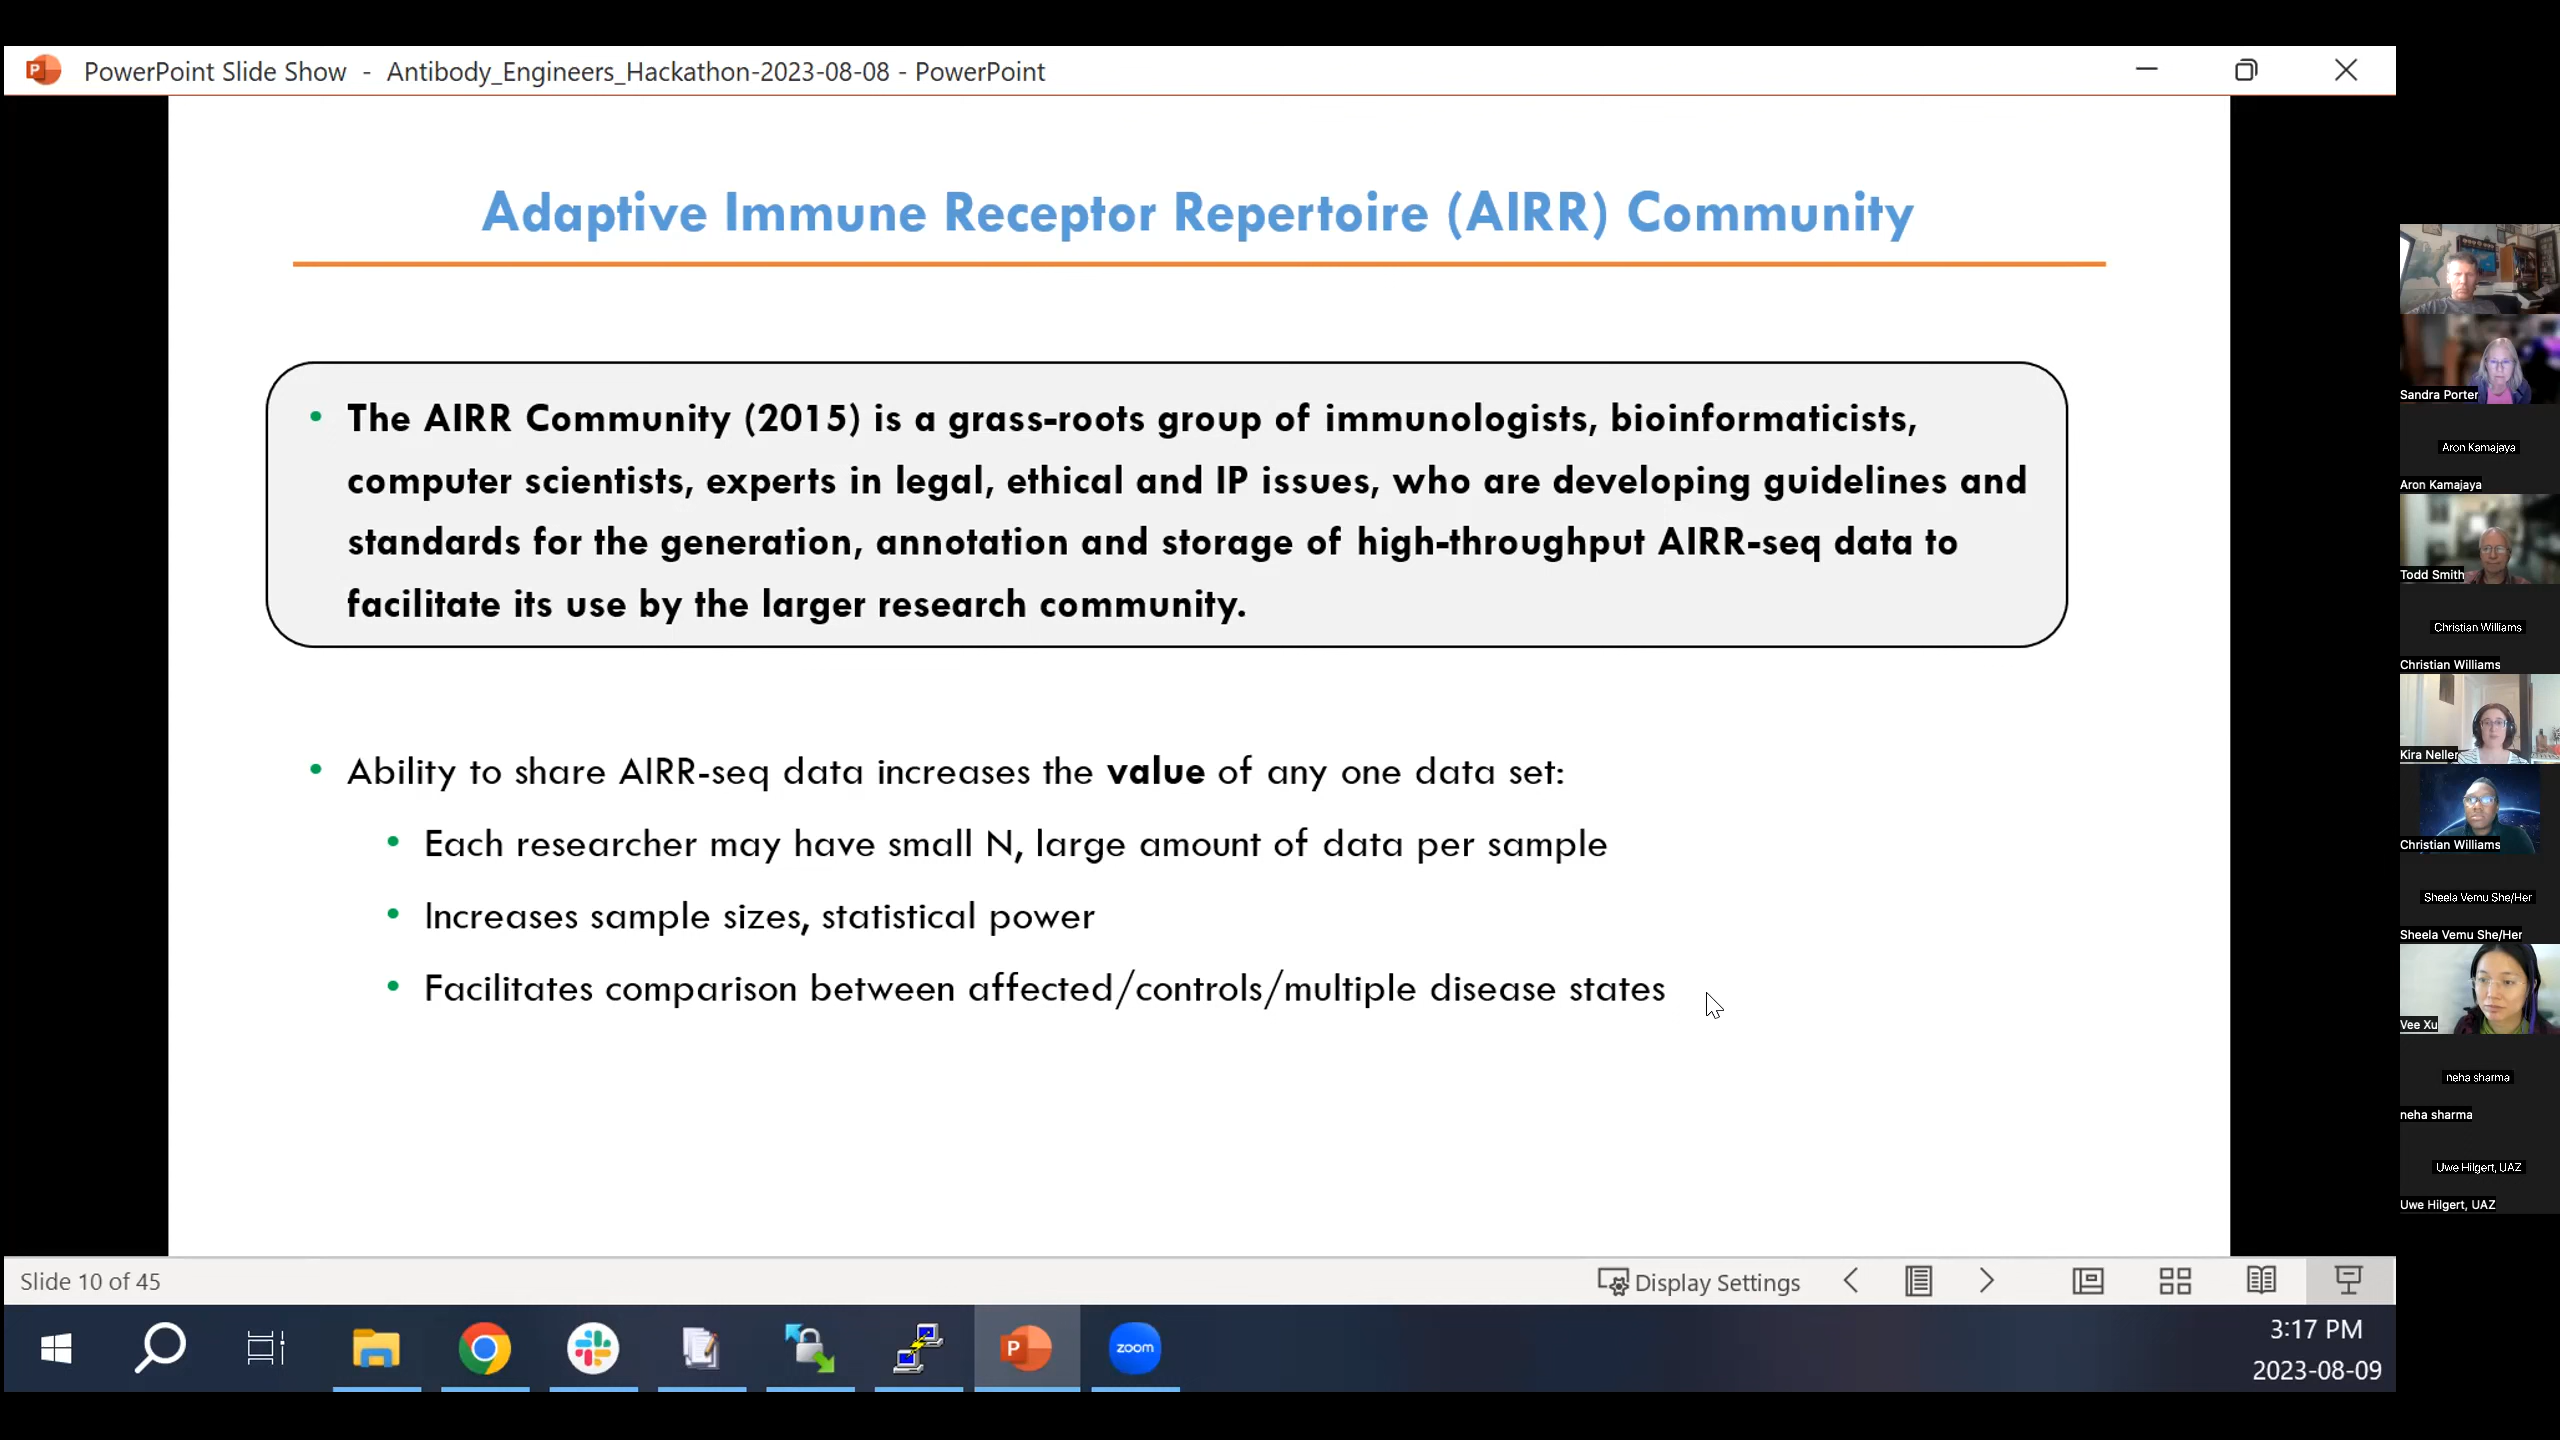 PowerPoint Slide Show - Antibody_Engineers_Hackathon-2023-08-08 - PowerPoint
Adaptive Immune Receptor Repertoire (AIRR) Community
• The AIRR Community (2015) is a grass-roots group of immunologists, bioinformaticists,
computer scientists, experts in legal, ethical and IP issues, who are developing guidelines and
standards for the generation, annotation and storage of high-throughput AIRR-seq data to
facilitate its use by the larger research community.
• Ability to share AIRR-seq data increases the value of any one data set:
• Each researcher may have small N, large amount of data per sample
• Increases sample sizes, statistical power
• Facilitates comparison between affected/controls/multiple disease states
Slide 10 of 45
Display Settings
P
zoom
3:17 PM
2023-08-09
Sandra Porter
Aron Kamajaya
Aron Kamajaya
Todd Smith
Christian Williams
Christian Williams
Kira Neller
Christian Williams
Sheela Vemu She/Her
Sheela Vemu She/Her
Vee Xu
neha sharma
neha sharma
Uwe Hilgert, UAZ
Uwe Hilgert, UAZ